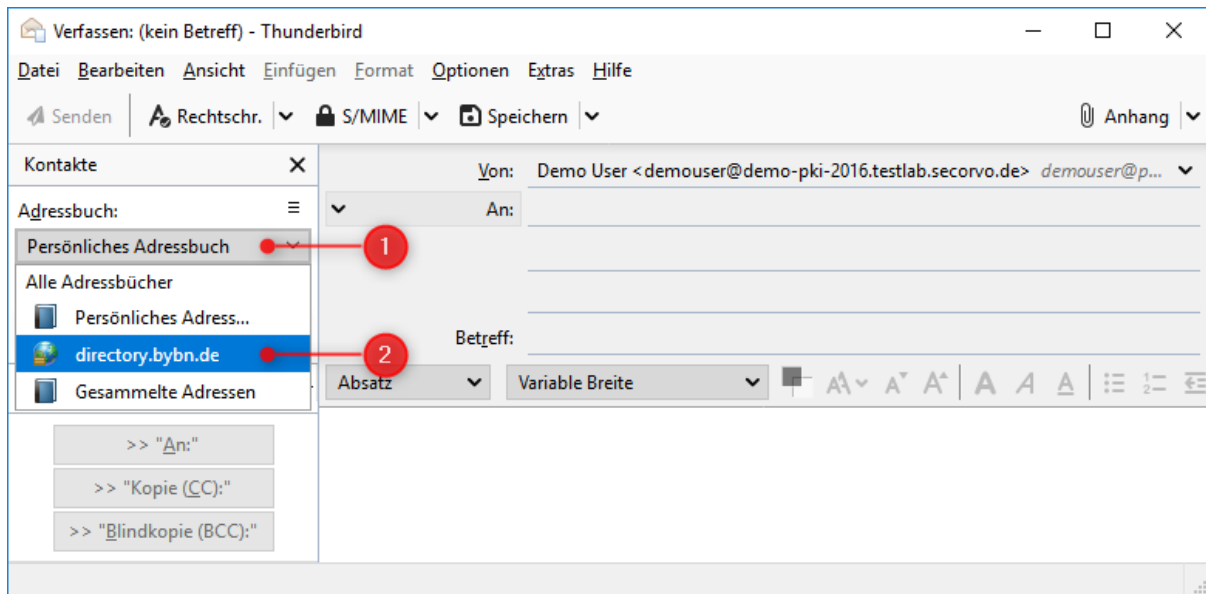 Verfassen: (kein Betreff) - Thunderbird
Datei Bearbeiten Ansicht Einfügen Format Optionen Extras Hilfe
Senden Rechtschr. S/MIME Speichern Anhang
Kontakte
Von: Demo User <demouser@demo-pki-2016.testlab.secorvo.de> demouser@p...
Adressbuch:
An:
Persönliches Adressbuch
1
Alle Adressbücher
Persönliches Adress...
Betreff:
directory.bybn.de
2
Gesammelte Adressen
Absatz Variable Breite
>> "An:"
>> "Kopie (CC):"
>> "Blindkopie (BCC):"